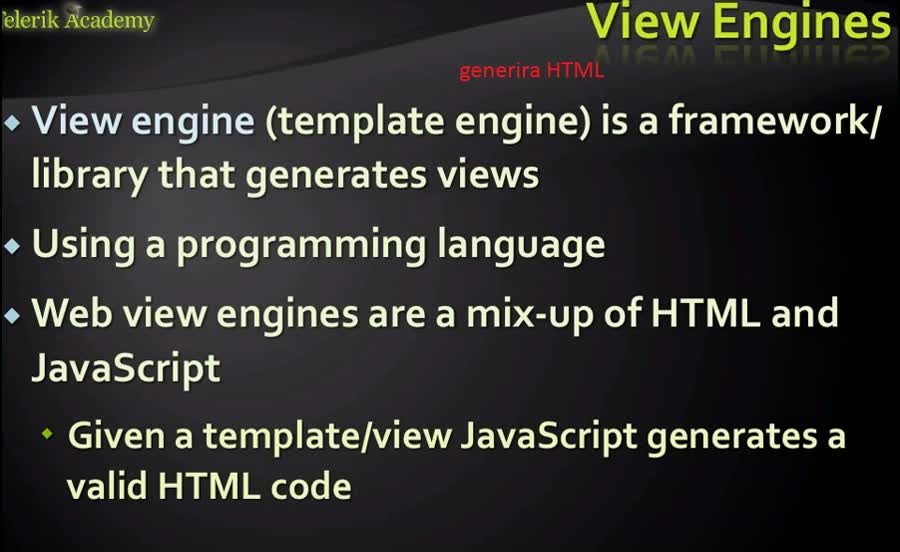 elerik Academy
View Engines
generira HTML
View engine (template engine) is a framework/
library that generates views
Using a programming language
Web view engines are a mix-up of HTML and
JavaScript
Given a template/view JavaScript generates a
valid HTML code